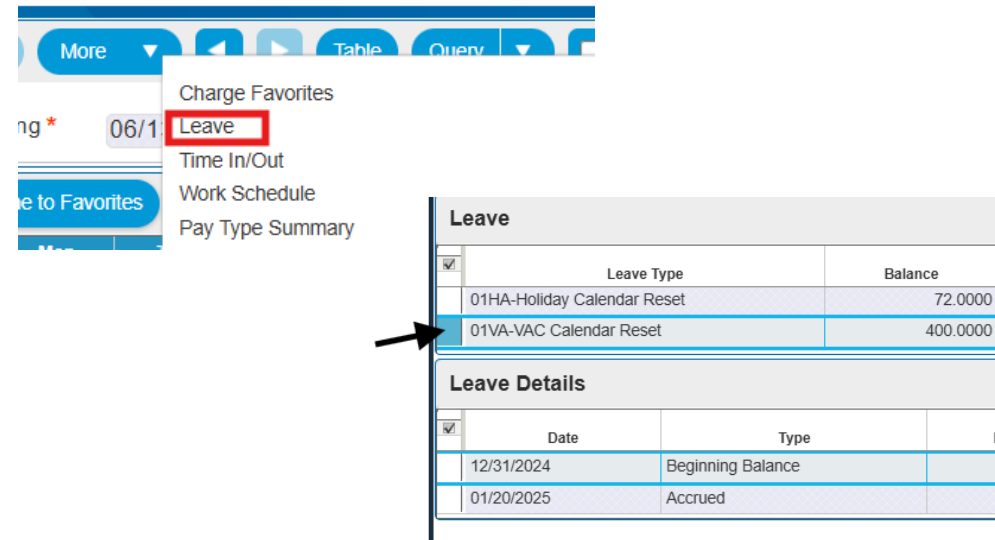 More Table Query
Charge Favorites
ng * 06/1 Leave
Time In/Out
e to Favorites Work Schedule
Pay Type Summary
Leave
Leave Type Balance
01HA-Holiday Calendar Reset 72.0000
01VA-VAC Calendar Reset 400.0000
Leave Details
Date Type
12/31/2024 Beginning Balance
01/20/2025 Accrued